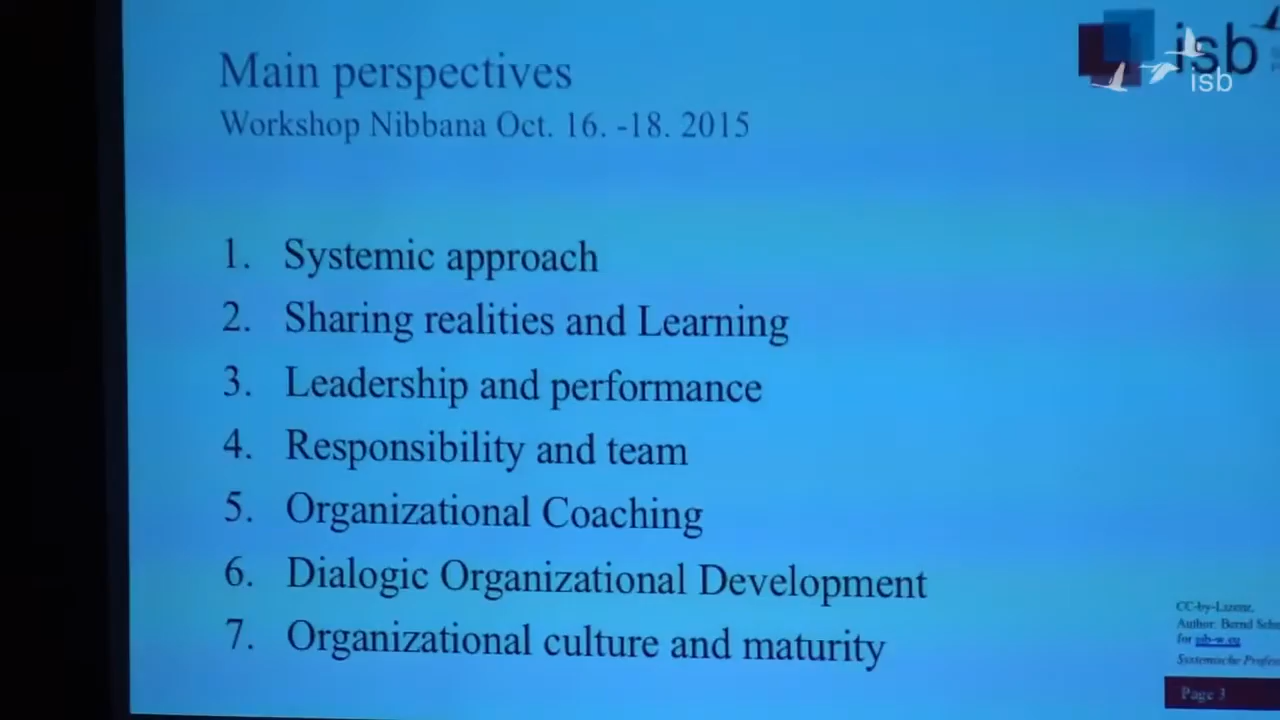 isb
isb
Main perspectives
Workshop Nibbana Oct. 16. -18. 2015
1. Systemic approach
2. Sharing realities and Learning
3. Leadership and performance
4. Responsibility and team
5. Organizational Coaching
6. Dialogic Organizational Development
7. Organizational culture and maturity
CC-by-Lizenz,
Author: Bernd
for isb-w.eu
Systemische
Page 3